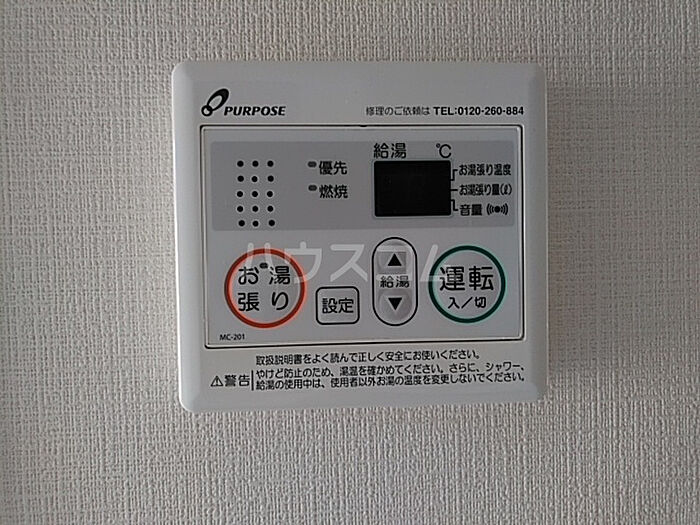 PURPOSE
修理のご依頼は TEL:0120-260-884
給湯 ℃
優先
燃焼
お湯張り温度
お湯張り量(ℓ)
音量
ハウスコム
お湯
張り
設定
▲
給湯
▼
運転
入/切
MC-201
取扱説明書をよく読んで正しく安全にお使いください。
⚠警告
やけど防止のため、湯温を確かめてください。さらに、シャワー、
給湯の使用中は、使用者以外お湯の温度を変更しないでください。